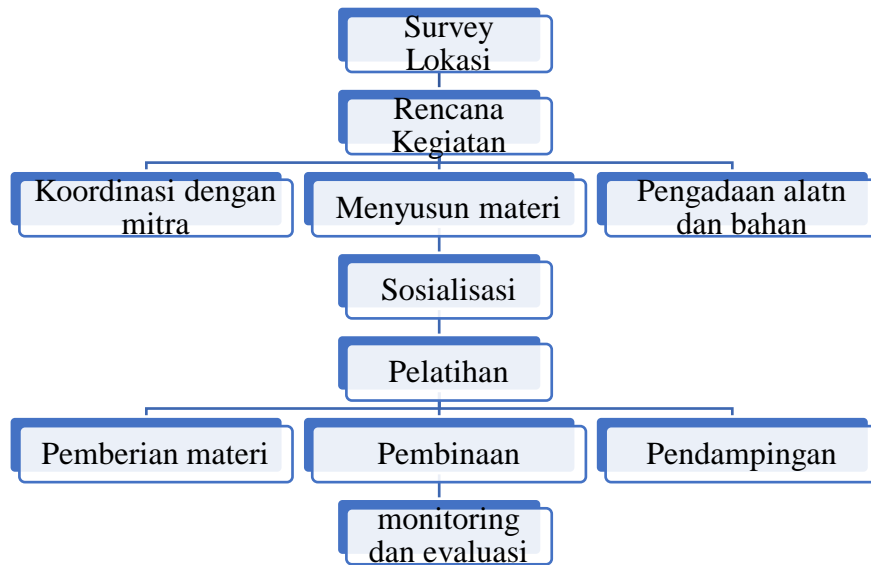 Survey
Lokasi
Rencana
Kegiatan
Koordinasi dengan
mitra
Menyusun materi
Pengadaan alatn
dan bahan
Sosialisasi
Pelatihan
Pemberian materi
Pembinaan
Pendampingan
monitoring
dan evaluasi